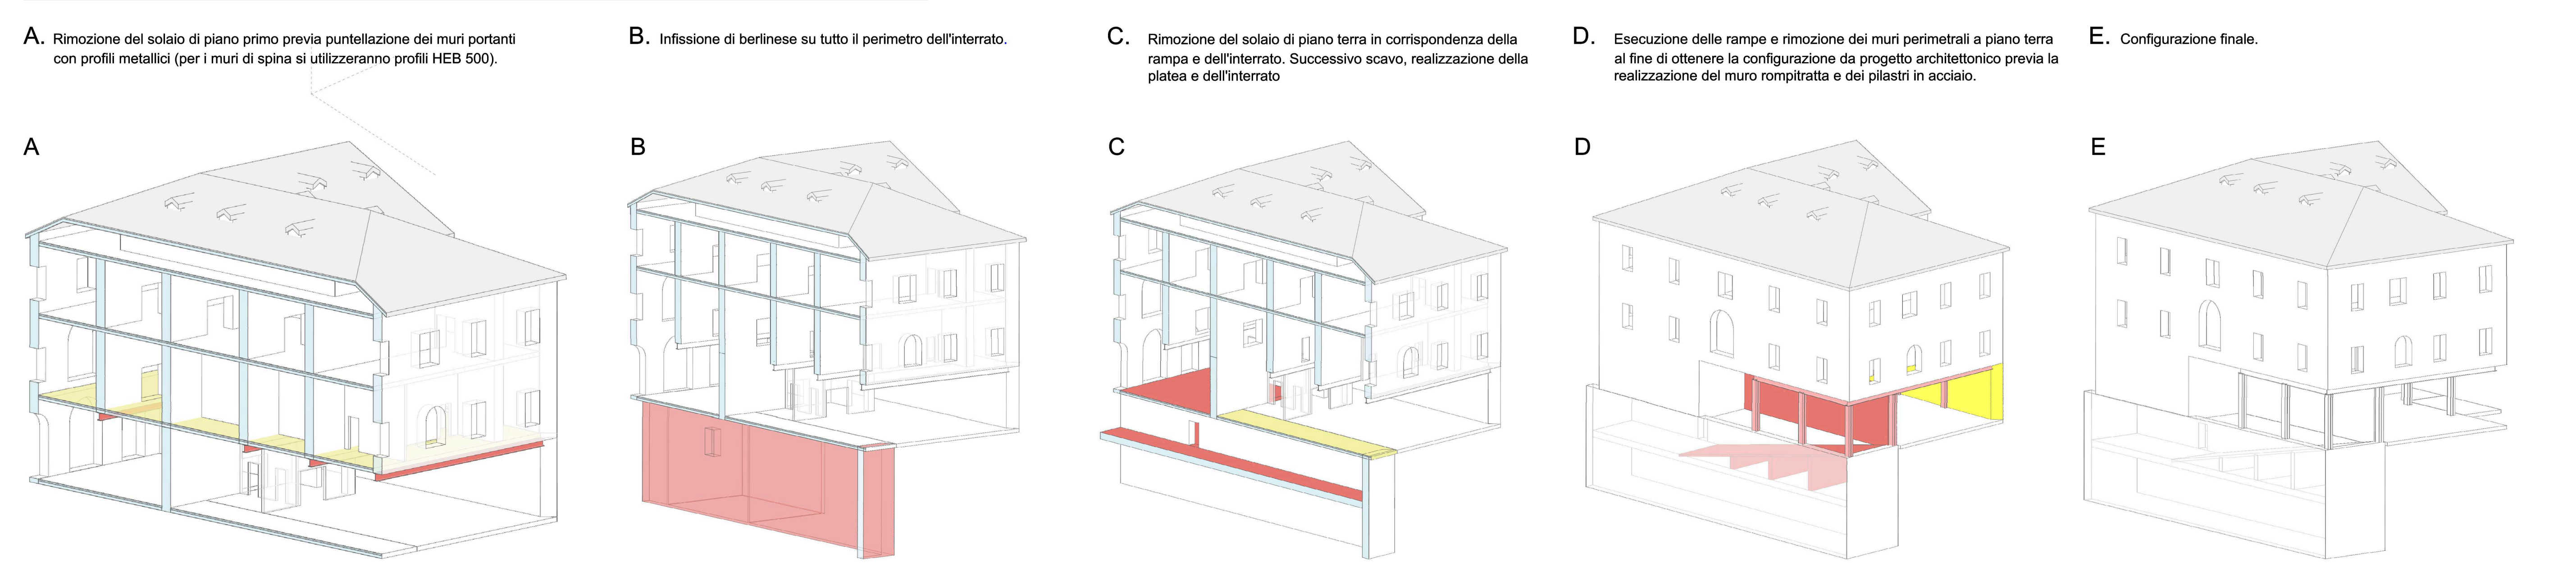 A. Rimozione del solaio di piano primo previa puntellazione dei muri portanti
con profili metallici (per i muri di spina si utilizzeranno profili HEB 500).
B. Infissione di berlinese su tutto il perimetro dell'interrato.
C. Rimozione del solaio di piano terra in corrispondenza della
rampa e dell'interrato. Successivo scavo, realizzazione della
platea e dell'interrato
D. Esecuzione delle rampe e rimozione dei muri perimetrali a piano terra
al fine di ottenere la configurazione da progetto architettonico previa la
realizzazione del muro rompitratta e dei pilastri in acciaio.
E. Configurazione finale.
A
B
C
D
E